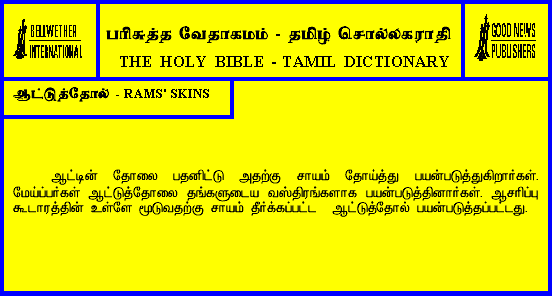 BELLWETHER
INTERNATIONAL
பரிசுத்த வேதாகமம் - தமிழ் சொல்லகராதி
THE HOLY BIBLE - TAMIL DICTIONARY
GOOD NEWS
PUBLISHERS
ஆட்டுத்தோல் - RAMS' SKINS
ஆட்டின் தோலை பதனிட்டு அதற்கு சாயம் தோய்த்து பயன்படுத்துகிறார்கள்.
மேய்ப்பர்கள் ஆட்டுத்தோலை தங்களுடைய வஸ்திரங்களாக பயன்படுத்தினார்கள். ஆசரிப்பு
கூடாரத்தின் உள்ளே மூடுவதற்கு சாயம் தீர்க்கப்பட்ட ஆட்டுத்தோல் பயன்படுத்தப்பட்டது.